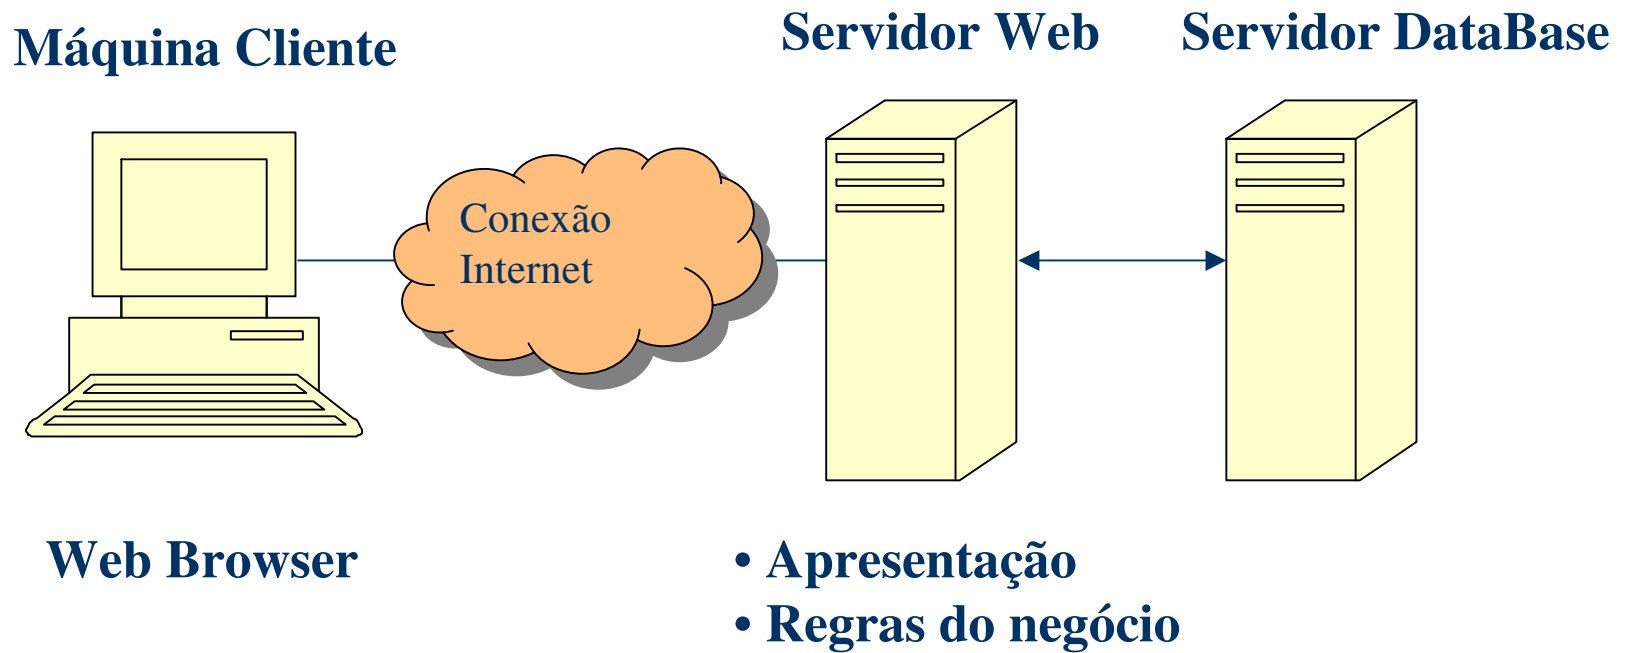 Máquina Cliente
Servidor Web
Servidor DataBase
Conexão
Internet
Web Browser
• Apresentação
• Regras do negócio